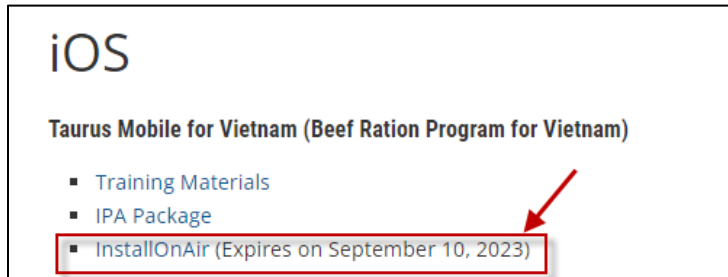 iOS
Taurus Mobile for Vietnam (Beef Ration Program for Vietnam)
Training Materials
IPA Package
InstallOnAir (Expires on September 10, 2023)